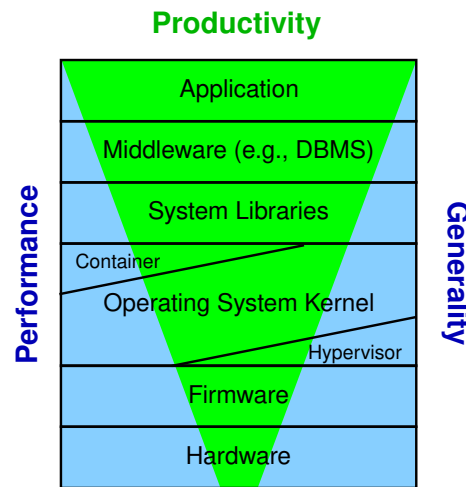 Productivity
Application
Middleware (e.g., DBMS)
System Libraries
Performance
Generality
Container
Operating System Kernel
Hypervisor
Firmware
Hardware